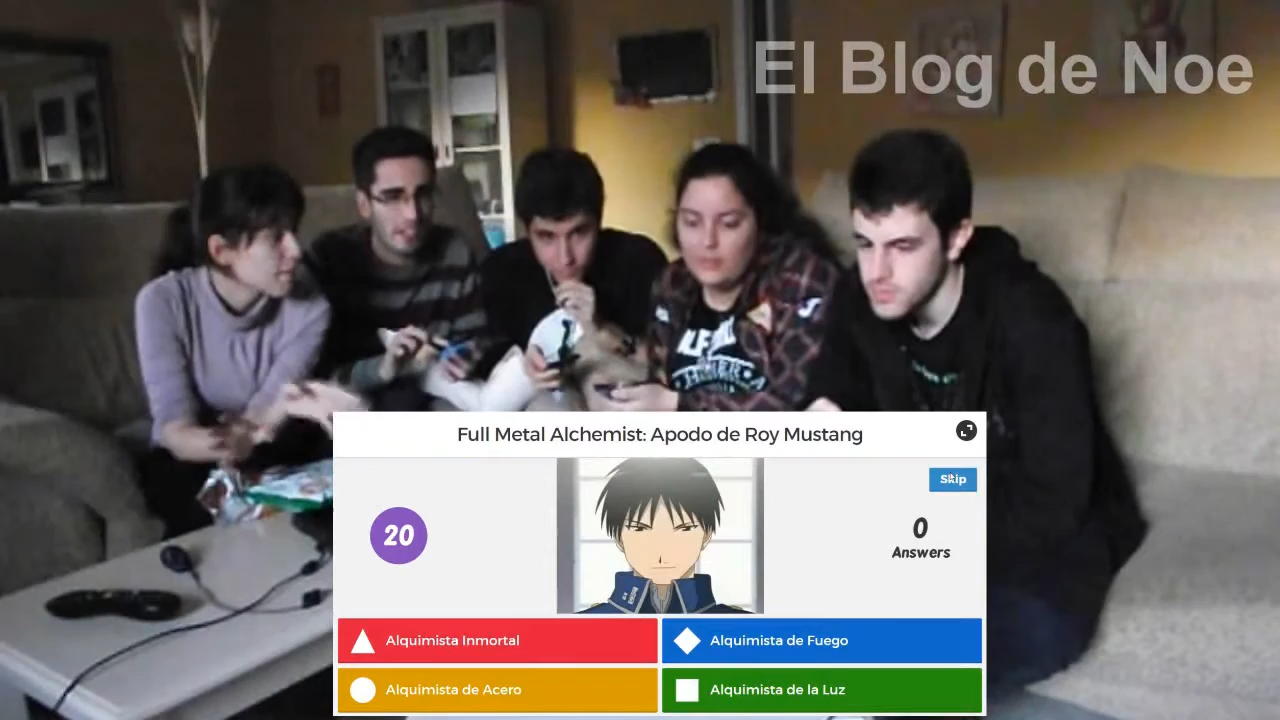 El Blog de Noe
Full Metal Alchemist: Apodo de Roy Mustang
Skip
20
0
Answers
Alquimista Inmortal
Alquimista de Fuego
Alquimista de Acero
Alquimista de la Luz